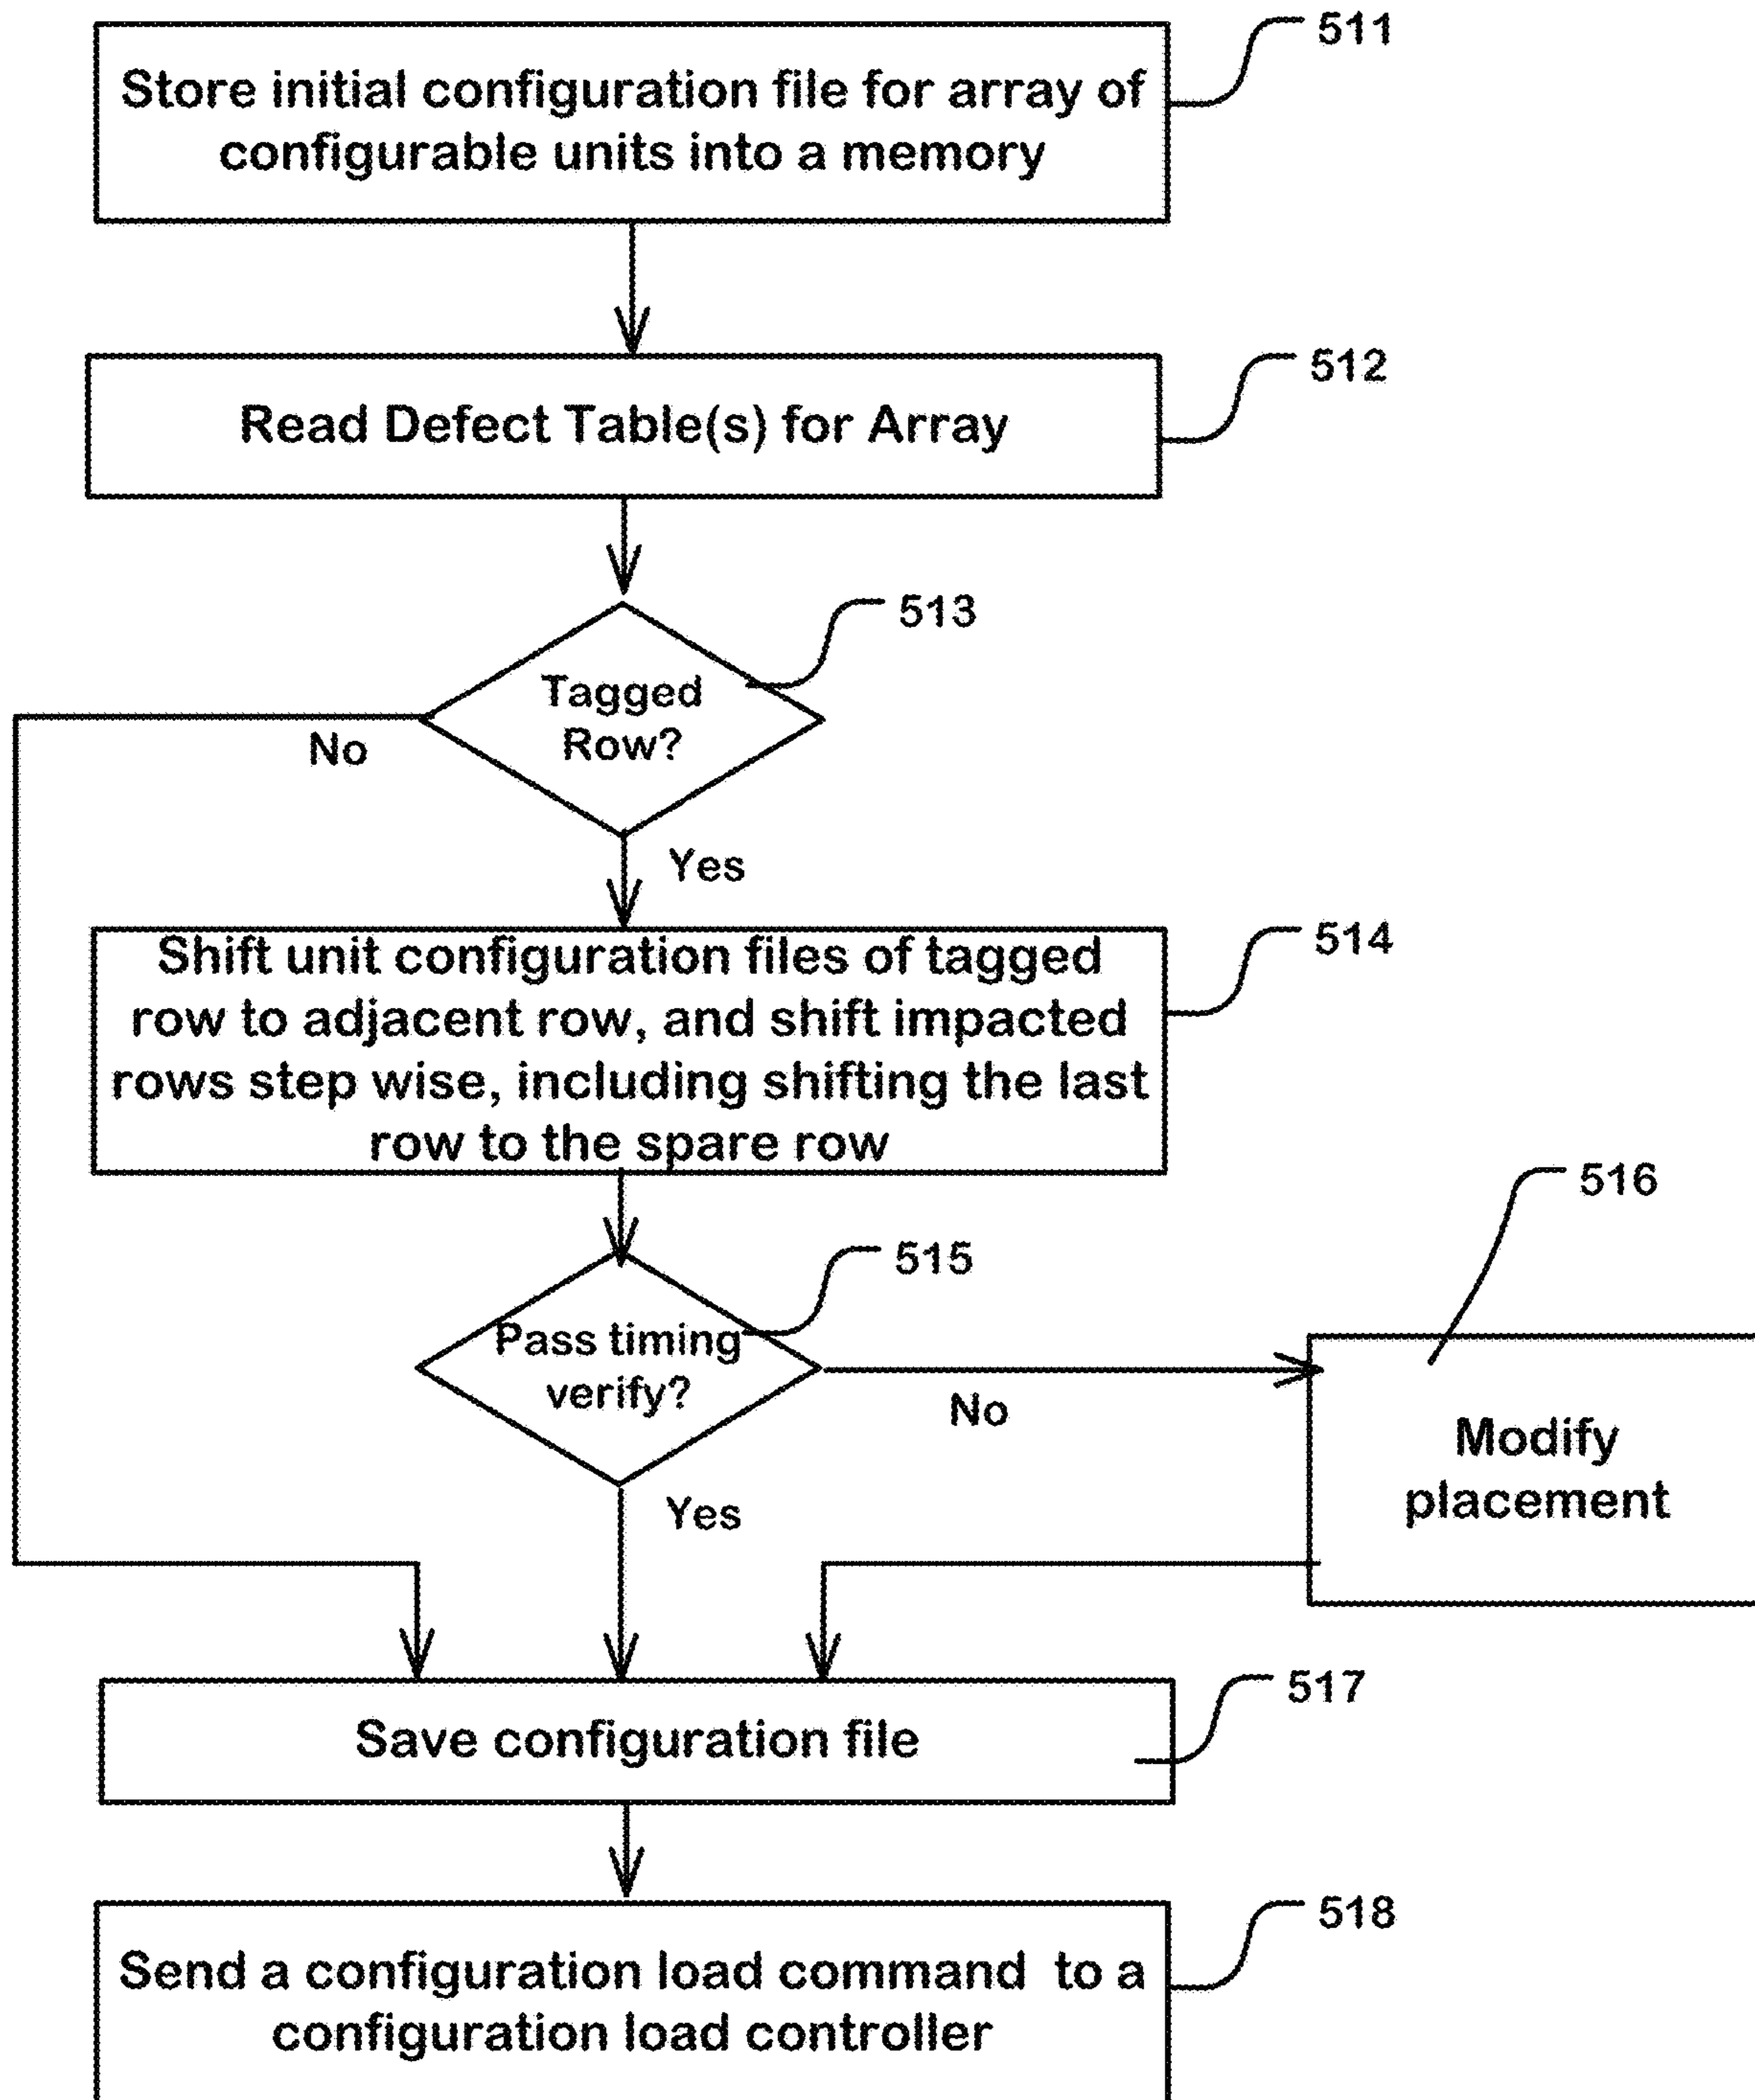 511
Store initial configuration file for array of
configurable units into a memory
512
Read Defect Table(s) for Array
513
Tagged
Row?
No
Yes
514
Shift unit configuration files of tagged
row to adjacent row, and shift impacted
rows step wise, including shifting the last
row to the spare row
516
515
Pass timing
verify?
No
Modify
placement
Yes
517
Save configuration file
518
Send a configuration load command to a
configuration load controller